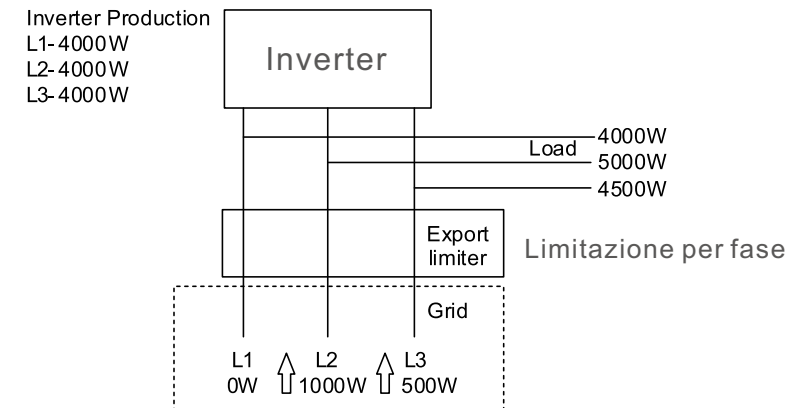 Inverter Production
L1-4000W
L2-4000W
L3-4000W
Inverter
4000W
Load
5000W
4500W
Export
limiter
Limitazione per fase
Grid
L1 L2 L3
0W 1000W 500W